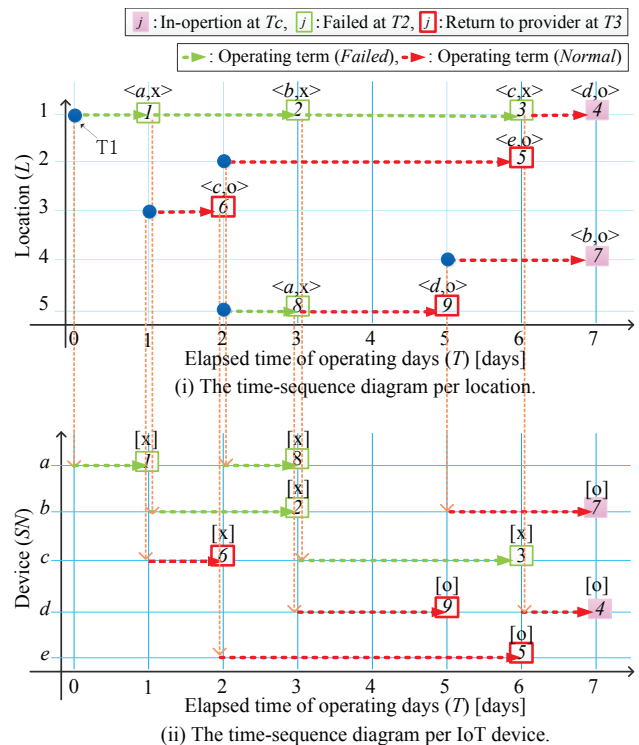 j : In-opertion at Tc, j : Failed at T2, j : Return to provider at T3
: Operating term (Failed), : Operating term (Normal)
<a,x> <b,x> <c,x> <d,o>
1 1 2 3 4
T1
<e,o>
2 5
<c,o>
3 6
<b,o>
4 7
<a,x> <d,o>
5 8 9
Location (L)
0 1 2 3 4 5 6 7
Elapsed time of operating days (T) [days]
(i) The time-sequence diagram per location.
[x] [x]
a 1 8
[x] [o]
b 2 7
[x] [x]
c 6 3
[o] [o]
d 9 4
[o]
e 5
Device (SN)
0 1 2 3 4 5 6 7
Elapsed time of operating days (T) [days]
(ii) The time-sequence diagram per IoT device.